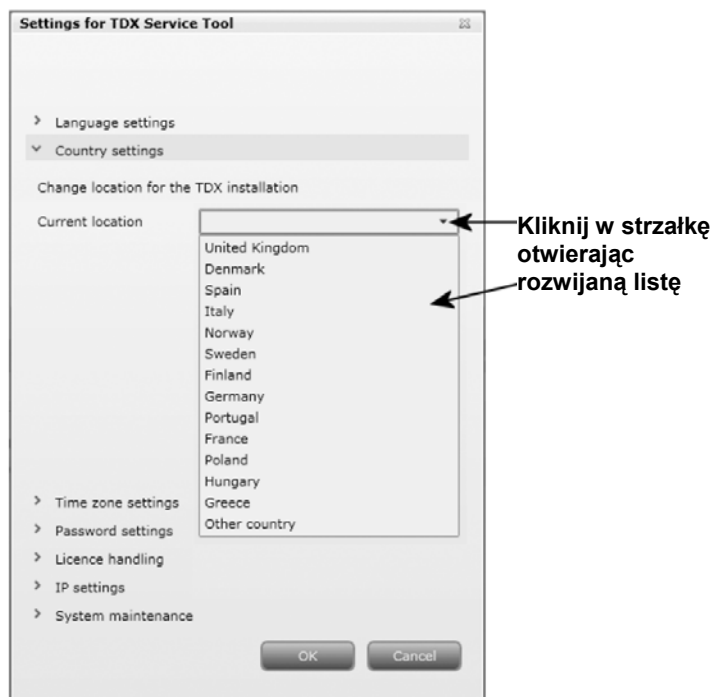 Settings for TDX Service Tool
Language settings
Country settings
Change location for the TDX installation
Current location
United Kingdom
Denmark
Spain
Italy
Norway
Sweden
Finland
Germany
Portugal
France
Poland
Hungary
Greece
Other country
Kliknij w strzałkę
otwierając
rozwijaną listę
Time zone settings
Password settings
Licence handling
IP settings
System maintenance
OK
Cancel